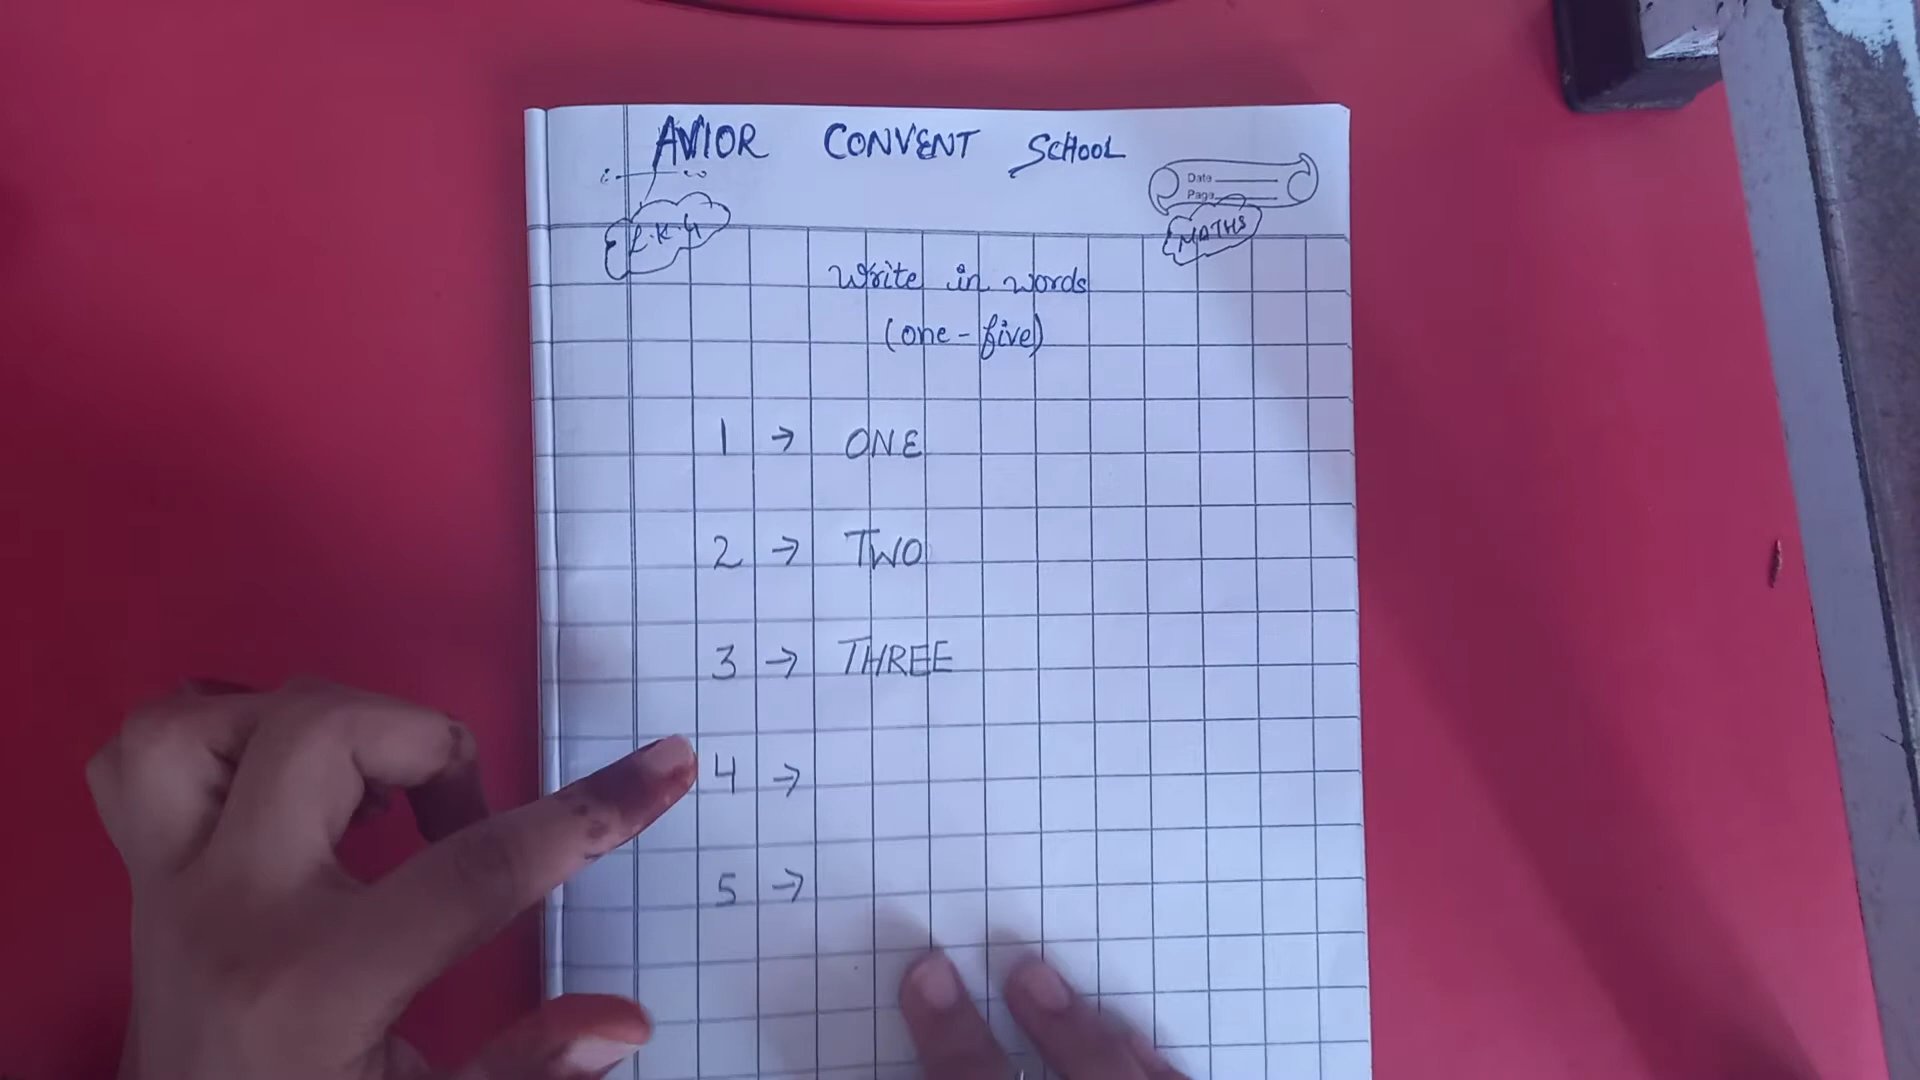 AVIOR CONVENT SCHOOL
Date
Page
L.K.G
MATHS
Write in words
(one - five)
1 → ONE
2 → TWO
3 → THREE
4 →
5 →